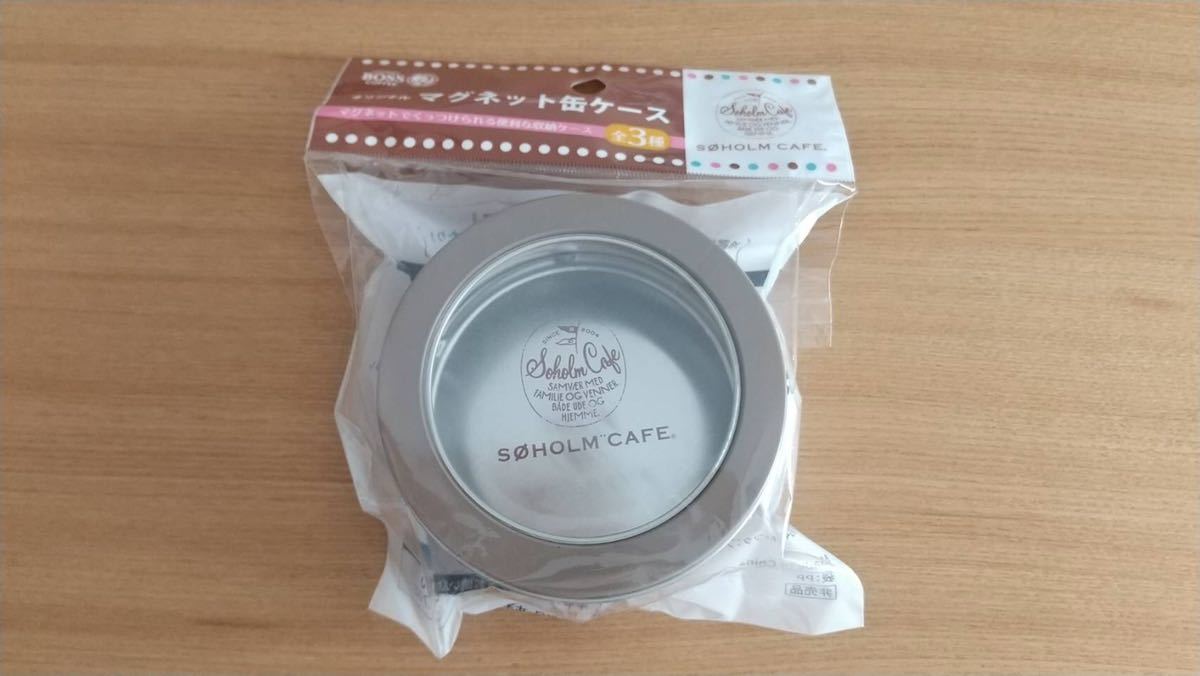 BOSS
COFFEE
オリジナル マグネット缶ケース
マグネットでくっつけられる便利な収納ケース
全3種
Søholm Cafe
SØHOLM CAFE®
SINCE 2004
Søholm Cafe
SAMVÆR MED
FAMILIE OG VENNER
BÅDE UDE OG
HJEMME.
SØHOLM CAFE®
非売品